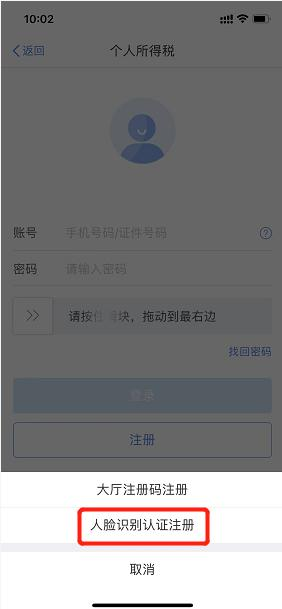 10:02
返回 个人所得税
账号 手机号码/证件号码
密码 请输入密码
请按住滑块，拖动到最右边
找回密码
登录
注册
大厅注册码注册
人脸识别认证注册
取消